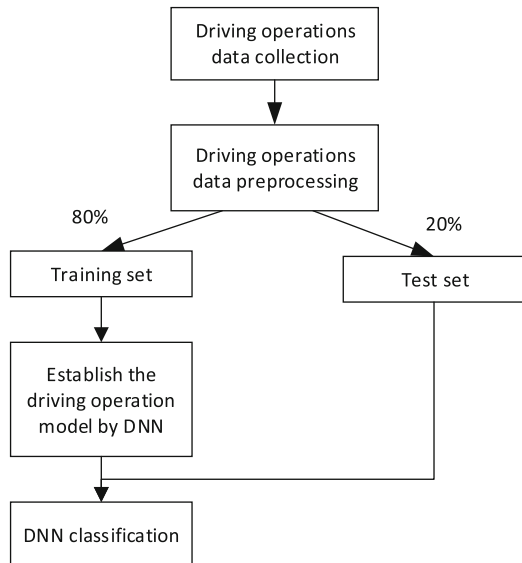 Driving operations
data collection
Driving operations
data preprocessing
80%
20%
Training set
Test set
Establish the
driving operation
model by DNN
DNN classification